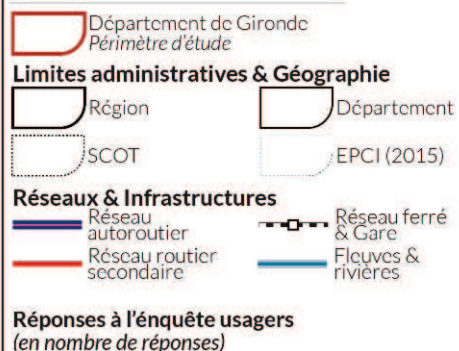 Département de Gironde
Périmètre d'étude
Limites administratives & Géographie
Région
Département
SCOT
EPCI (2015)
Réseaux & Infrastructures
Réseau
autoroutier
Réseau ferré
& Gare
Réseau routier
secondaire
Fleuves &
rivières
Réponses à l'énquête usagers
(en nombre de réponses)